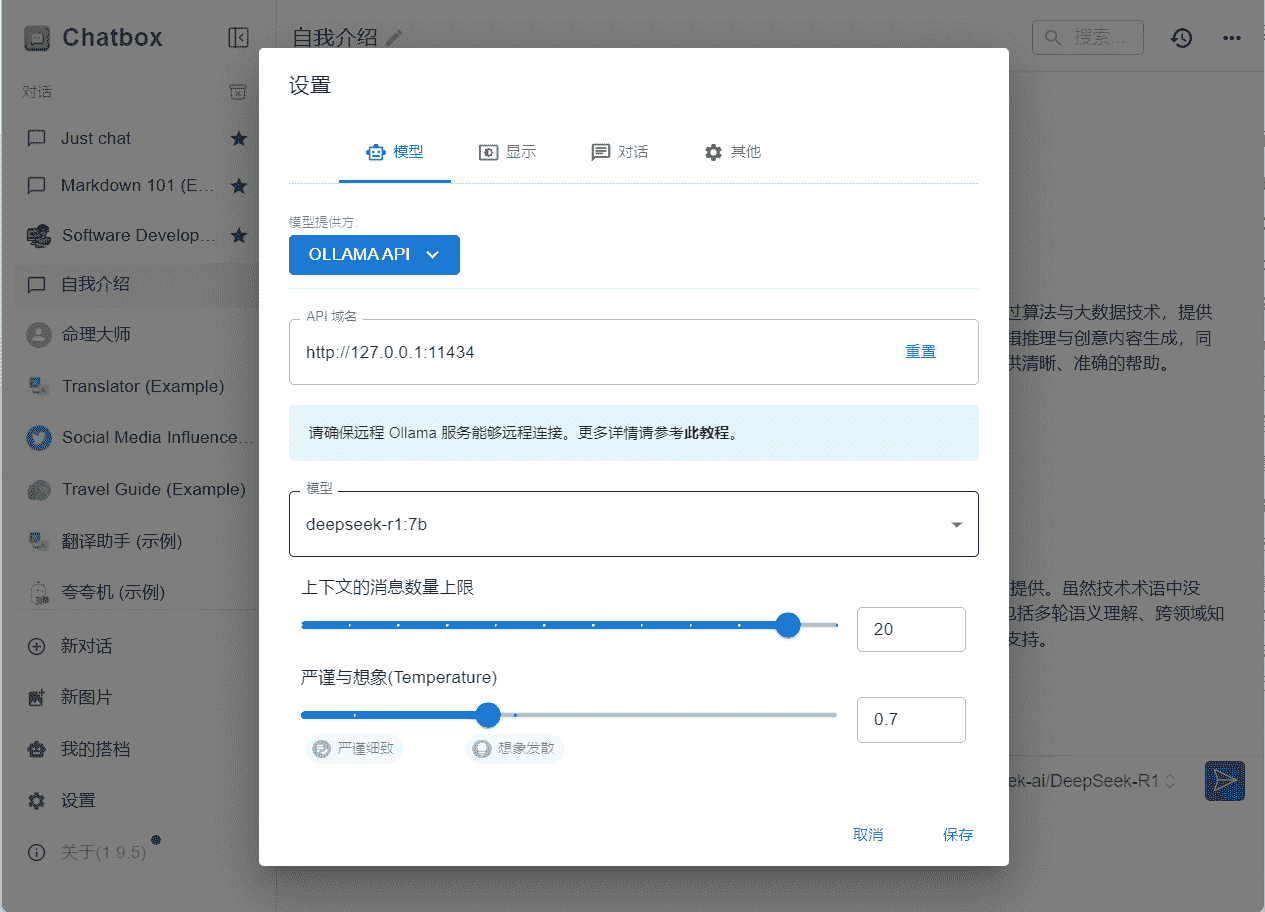 Chatbox
对话
Just chat
Markdown 101 (E...
Software Develop...
自我介绍
命理大师
Translator (Example)
Social Media Influence...
Travel Guide (Example)
翻译助手 (示例)
夸夸机 (示例)
新对话
新图片
我的搭档
设置
关于(1.9.5)
自我介绍
搜索...
过算法与大数据技术，提供
辑推理与创意内容生成，同
供清晰、准确的帮助。
提供。虽然技术术语中没
包括多轮语义理解、跨领域知
支持。
ek-ai/DeepSeek-R1
设置
模型
显示
对话
其他
模型提供方:
OLLAMA API
API 域名
http://127.0.0.1:11434
重置
请确保远程 Ollama 服务能够远程连接。更多详情请参考此教程。
模型
deepseek-r1:7b
上下文的消息数量上限
20
严谨与想象(Temperature)
0.7
严谨细致
想象发散
取消
保存